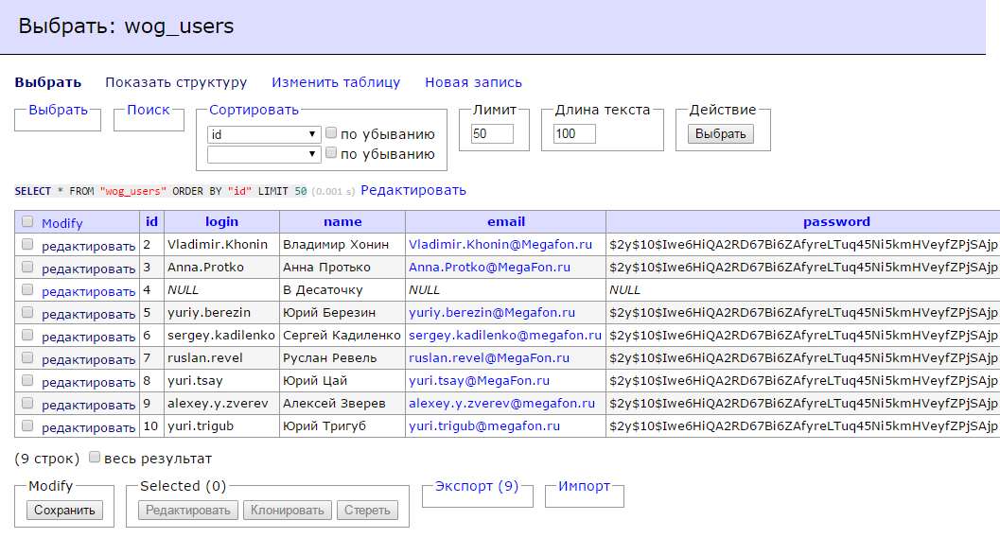 Выбрать: wog_users
Выбрать Показать структуру Изменить таблицу Новая запись
Выбрать Поиск Сортировать Лимит Длина текста Действие
id по убыванию 50 100 Выбрать
по убыванию
SELECT * FROM "wog_users" ORDER BY "id" LIMIT 50 (0.001 s) Редактировать
Modify id login name email password
редактировать 2 Vladimir.Khonin Владимир Хонин Vladimir.Khonin@Megafon.ru $2y$10$Iwe6HiQA2RD67Bi6ZAfyreLTuq45Ni5kmHVeyfZPjSAjp
редактировать 3 Anna.Protko Анна Протько Anna.Protko@MegaFon.ru $2y$10$Iwe6HiQA2RD67Bi6ZAfyreLTuq45Ni5kmHVeyfZPjSAjp
редактировать 4 NULL В Десаточку NULL NULL
редактировать 5 yuriy.berezin Юрий Березин yuriy.berezin@Megafon.ru $2y$10$Iwe6HiQA2RD67Bi6ZAfyreLTuq45Ni5kmHVeyfZPjSAjp
редактировать 6 sergey.kadilenko Сергей Кадиленко sergey.kadilenko@megafon.ru $2y$10$Iwe6HiQA2RD67Bi6ZAfyreLTuq45Ni5kmHVeyfZPjSAjp
редактировать 7 ruslan.revel Руслан Ревель ruslan.revel@MegaFon.ru $2y$10$Iwe6HiQA2RD67Bi6ZAfyreLTuq45Ni5kmHVeyfZPjSAjp
редактировать 8 yuri.tsay Юрий Цай yuri.tsay@MegaFon.ru $2y$10$Iwe6HiQA2RD67Bi6ZAfyreLTuq45Ni5kmHVeyfZPjSAjp
редактировать 9 alexey.y.zverev Алексей Зверев alexey.y.zverev@megafon.ru $2y$10$Iwe6HiQA2RD67Bi6ZAfyreLTuq45Ni5kmHVeyfZPjSAjp
редактировать 10 yuri.trigub Юрий Тригуб yuri.trigub@megafon.ru $2y$10$Iwe6HiQA2RD67Bi6ZAfyreLTuq45Ni5kmHVeyfZPjSAjp
(9 строк) весь результат
Modify Selected (0) Экспорт (9) Импорт
Сохранить Редактировать Клонировать Стереть